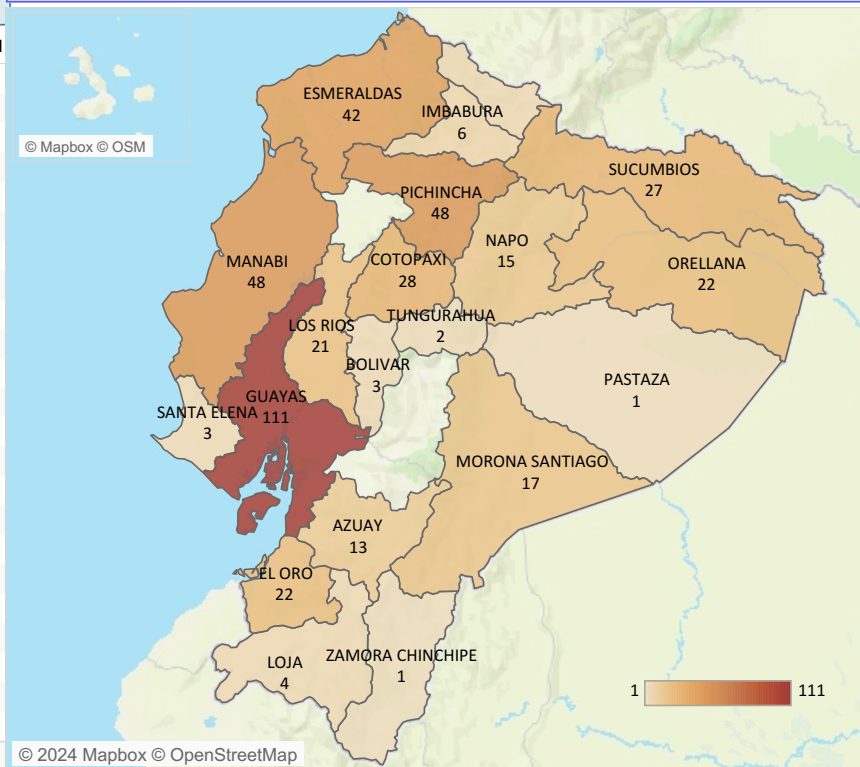 ESMERALDAS
42
IMBABURA
6
© Mapbox © OSM
SUCUMBIOS
27
PICHINCHA
48
NAPO
15
MANABI
48
COTOPAXI
28
ORELLANA
22
LOS RIOS
21
TUNGURAHUA
2
BOLIVAR
3
PASTAZA
1
SANTA ELENA
3
GUAYAS
111
MORONA SANTIAGO
17
AZUAY
13
EL ORO
22
LOJA
4
ZAMORA CHINCHIPE
1
1
111
© 2024 Mapbox © OpenStreetMap